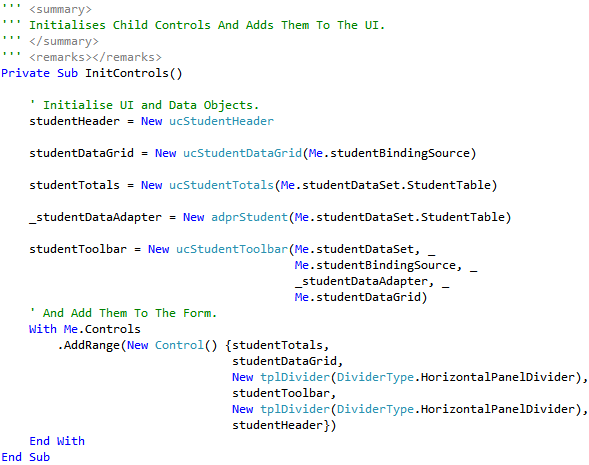 ''' <summary>
''' Initialises Child Controls And Adds Them To The UI.
''' </summary>
''' <remarks></remarks>
Private Sub InitControls()
' Initialise UI and Data Objects.
studentHeader = New ucStudentHeader
studentDataGrid = New ucStudentDataGrid(Me.studentBindingSource)
studentTotals = New ucStudentTotals(Me.studentDataSet.StudentTable)
_studentDataAdapter = New adprStudent(Me.studentDataSet.StudentTable)
studentToolbar = New ucStudentToolbar(Me.studentDataSet, _
Me.studentBindingSource, _
_studentDataAdapter, _
Me.studentDataGrid)
' And Add Them To The Form.
With Me.Controls
.AddRange(New Control() {studentTotals,
studentDataGrid,
New tplDivider(DividerType.HorizontalPanelDivider),
studentToolbar,
New tplDivider(DividerType.HorizontalPanelDivider),
studentHeader})
End With
End Sub